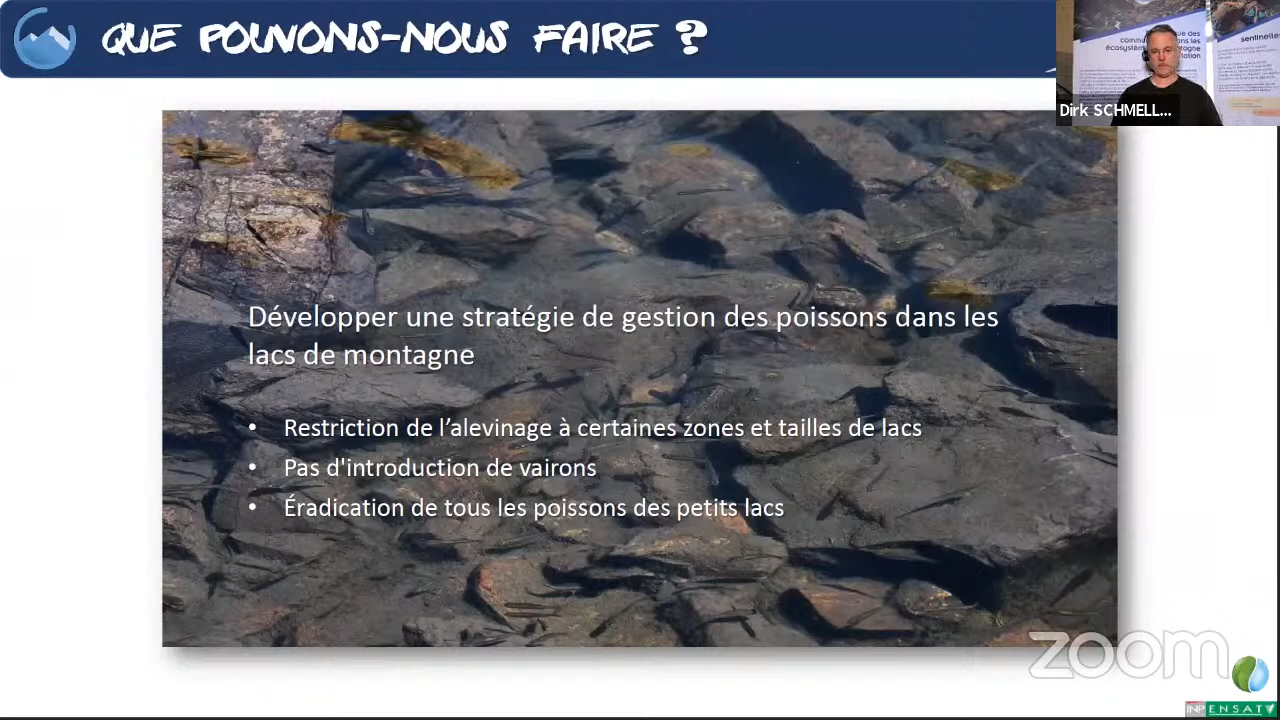 QUE POUVONS-NOUS FAIRE ?
Dirk SCHMELL...
sentinelle
Développer une stratégie de gestion des poissons dans les
lacs de montagne
• Restriction de l’alevinage à certaines zones et tailles de lacs
• Pas d'introduction de vairons
• Éradication de tous les poissons des petits lacs
zoom
INP ENSAT